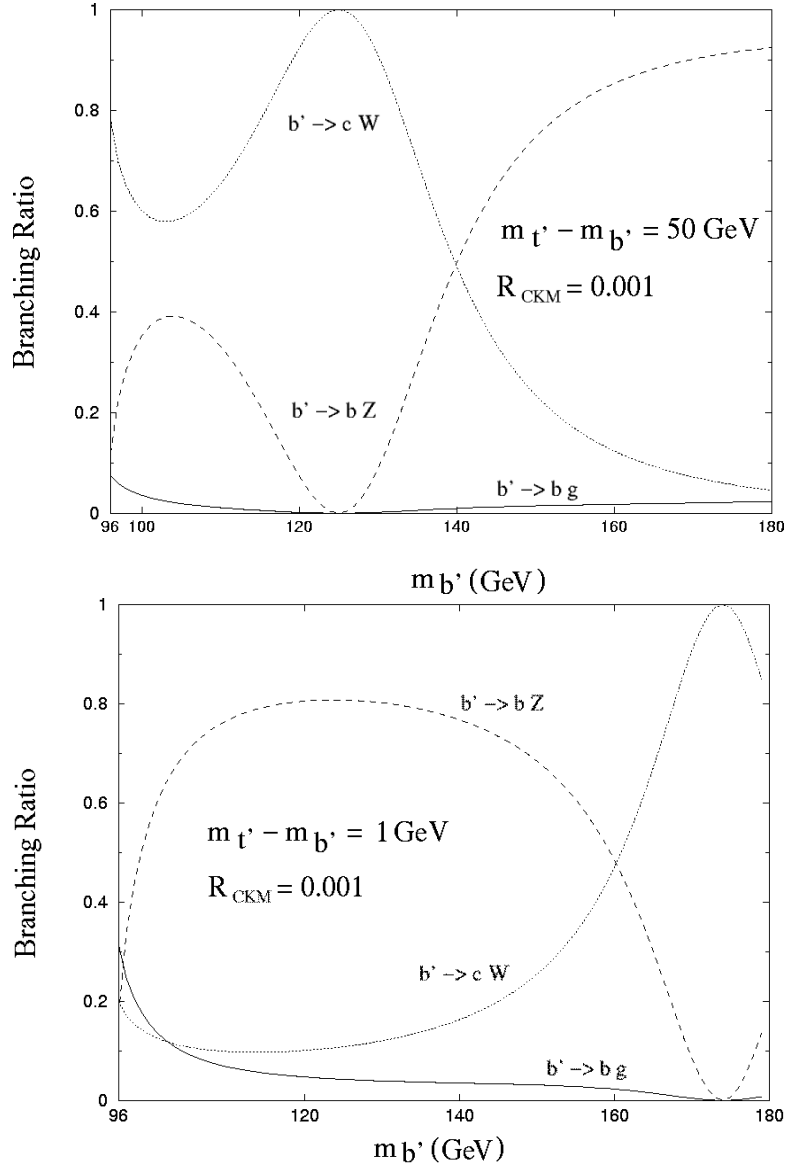 1
b' -> c W
0.8
m t' - m b' = 50 GeV
0.6
R CKM = 0.001
Branching Ratio
0.4
b' -> b Z
0.2
b' -> b g
0
96 100 120 140 160 180
m b' (GeV)
1
b' -> b Z
0.8
0.6
m t' - m b' = 1 GeV
R CKM = 0.001
Branching Ratio
0.4
b' -> c W
0.2
b' -> b g
0
96 120 140 160 180
m b' (GeV)